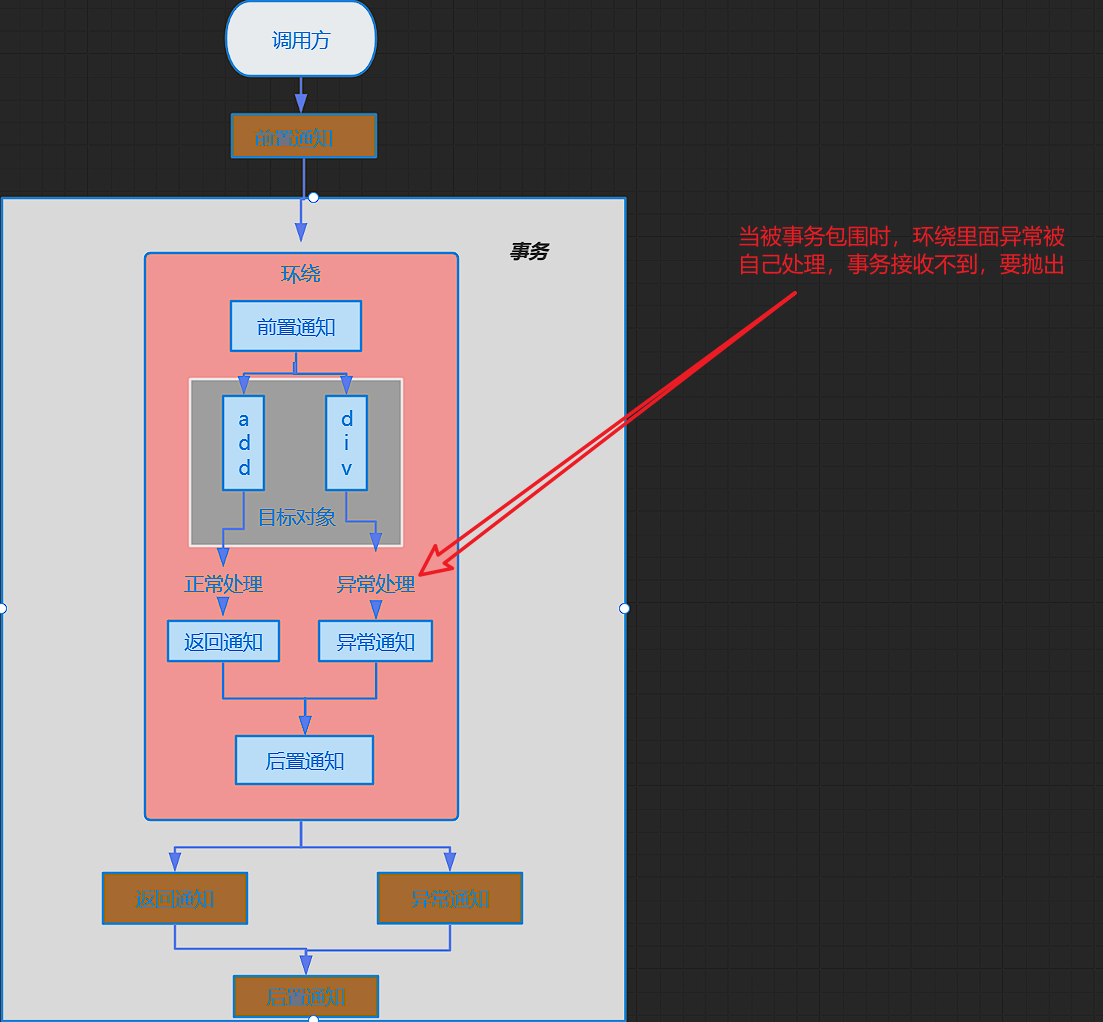 调用方
前置通知
事务
当被事务包围时，环绕里面异常被
自己处理，事务接收不到，要抛出
环绕
前置通知
a
d
d
d
i
v
目标对象
正常处理
异常处理
返回通知
异常通知
后置通知
返回通知
异常通知
后置通知